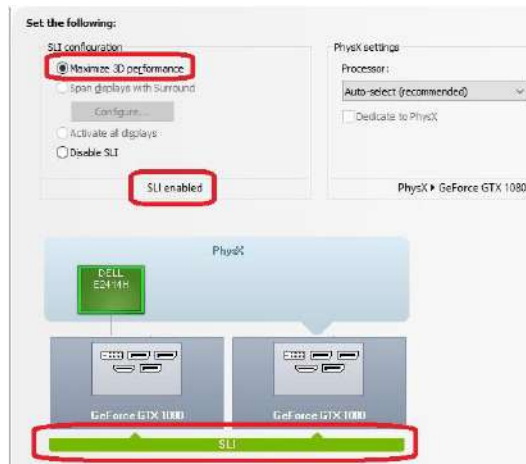 Set the following:
SLI configuration
Maximize 3D performance
Span displays with Surround
Configure...
Activate all displays
Disable SLI
SLI enabled
PhysX settings
Processor:
Auto-select (recommended)
Dedicate to PhysX
PhysX ▸ GeForce GTX 1080
PhysX
DELL
E2414H
GeForce GTX 1080
GeForce GTX 1080
SLI